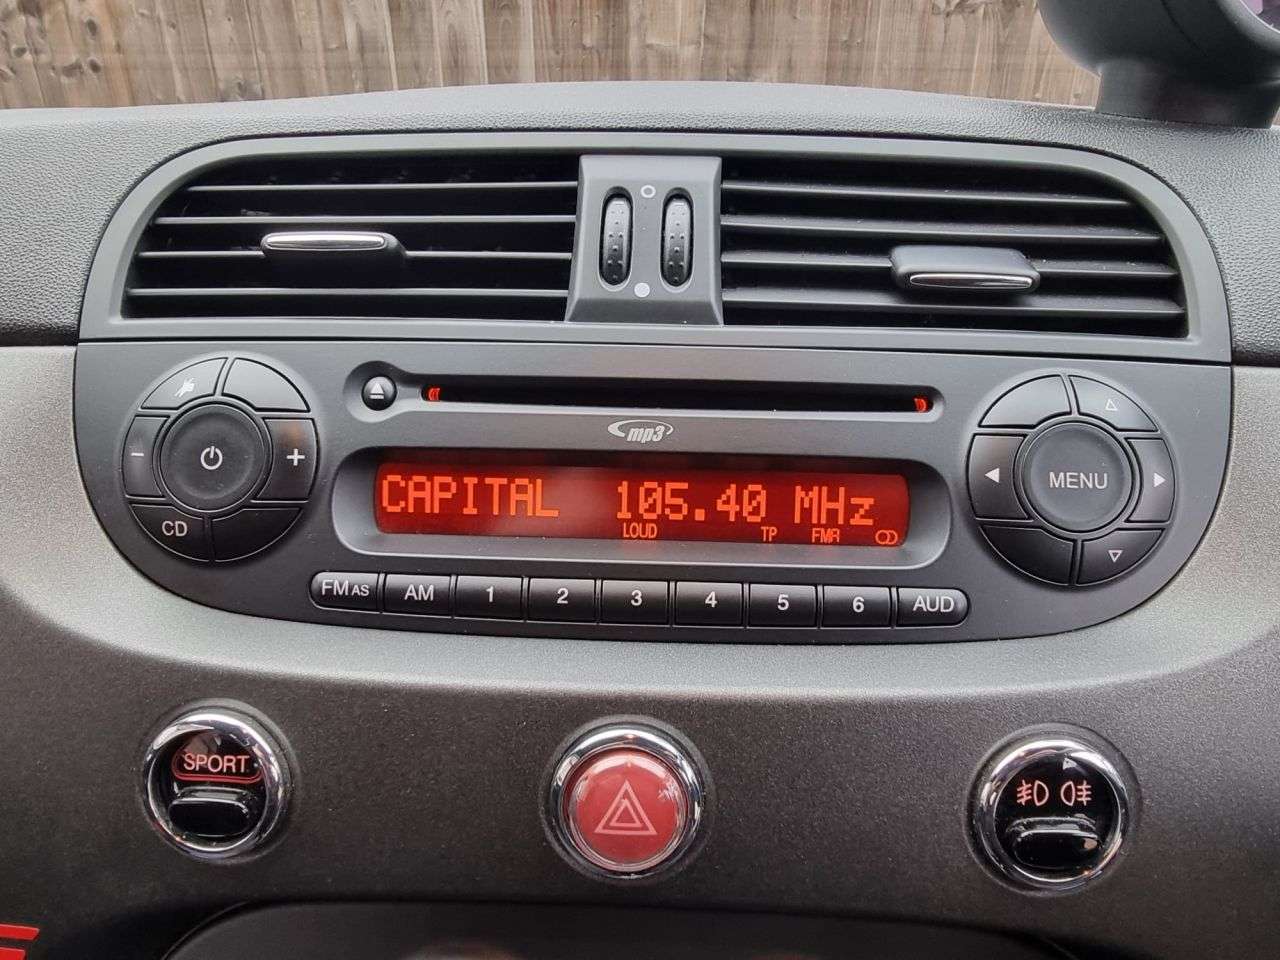 mp3
CAPITAL 105.40 MHz
LOUD TP FMA
MENU
CD
FM AS AM 1 2 3 4 5 6 AUD
SPORT